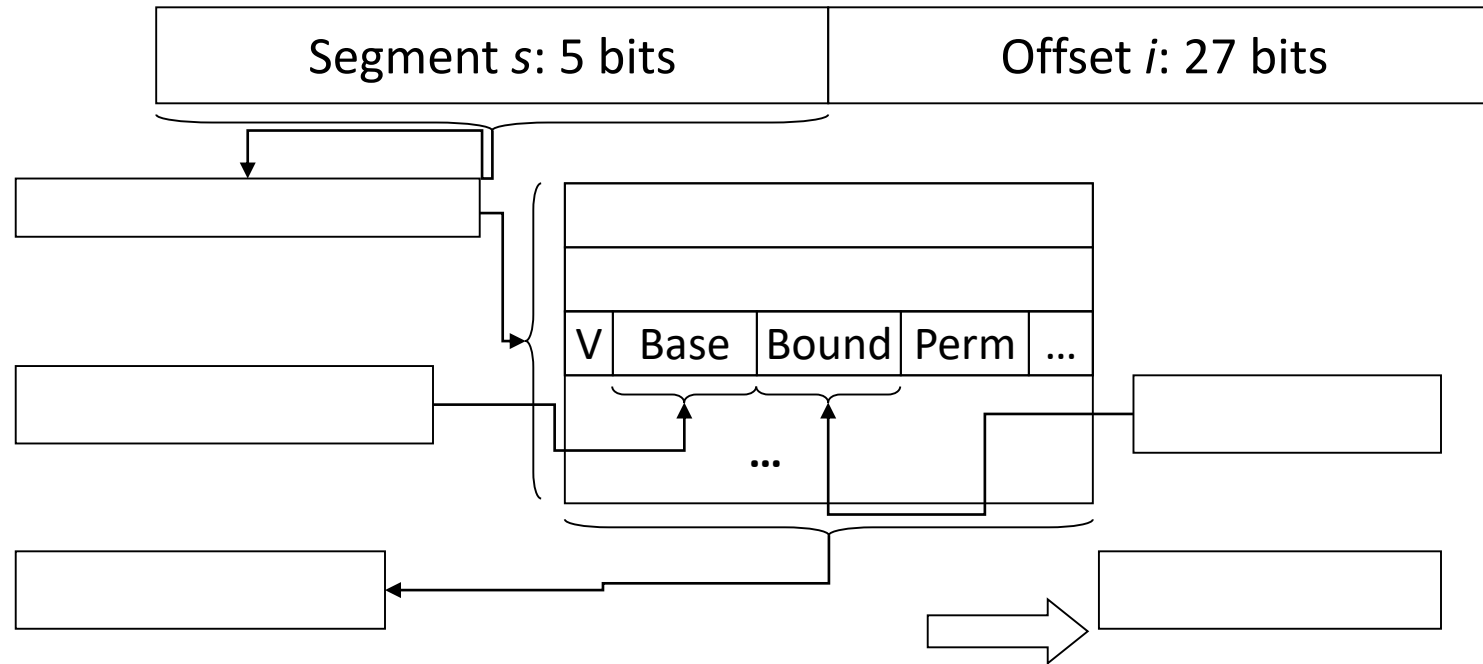 Segment s: 5 bits Offset i: 27 bits
V Base Bound Perm ...
...